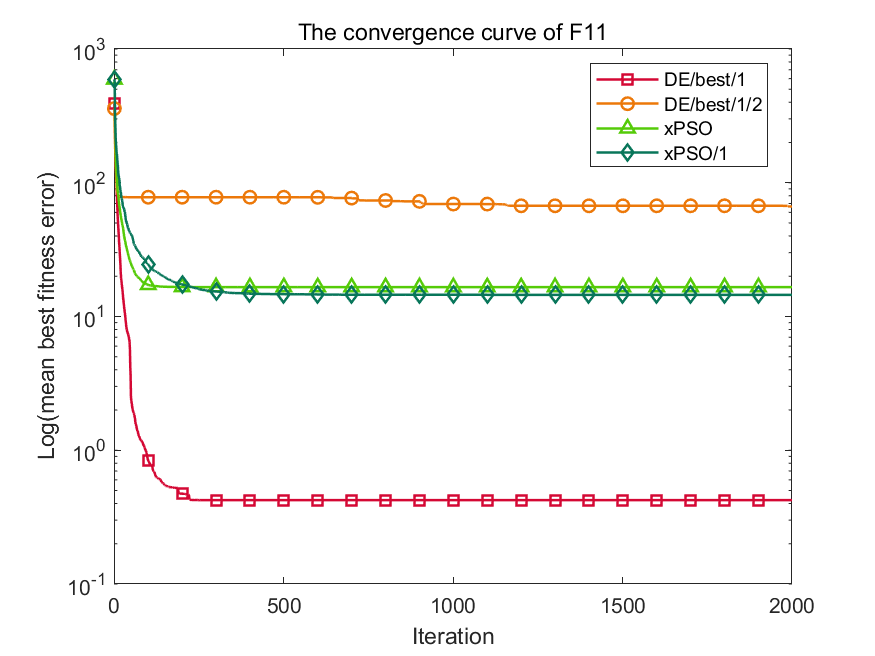 The convergence curve of F11
10^3
10^2
10^1
10^0
10^-1
Log(mean best fitness error)
DE/best/1
DE/best/1/2
xPSO
xPSO/1
0 500 1000 1500 2000
Iteration